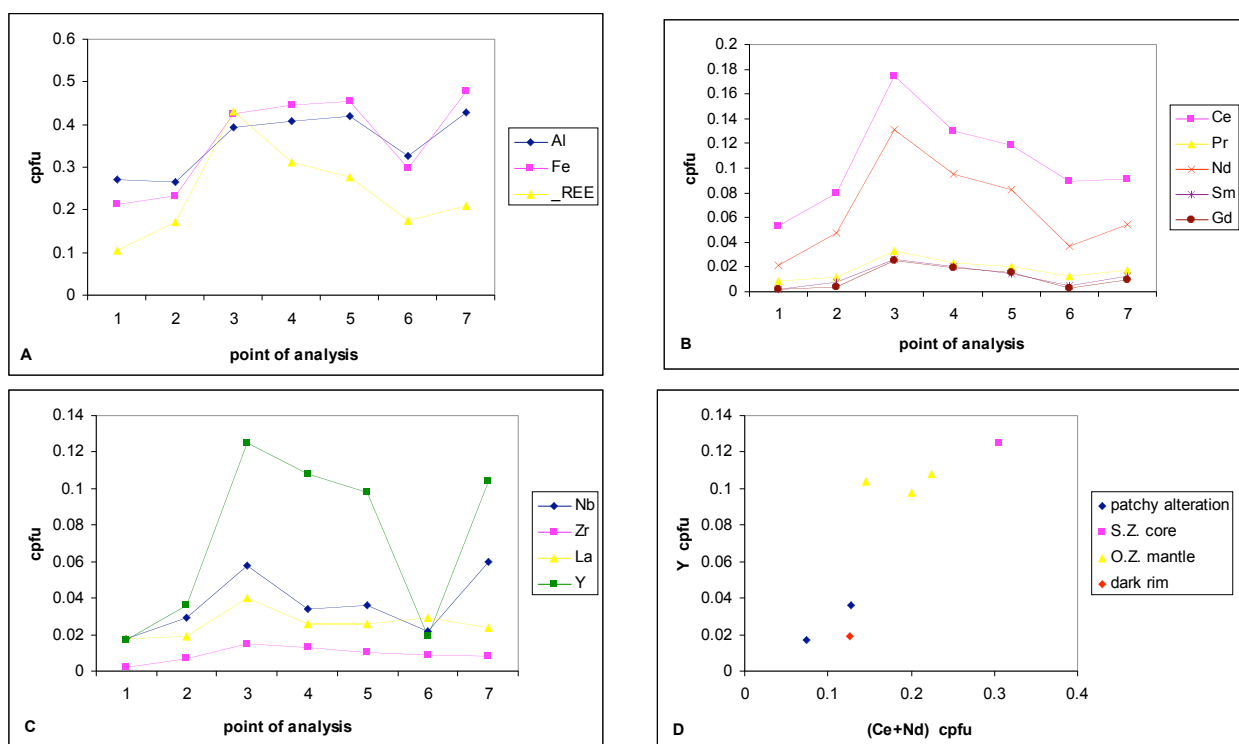 0.6
0.5
0.4
0.3
0.2
0.1
0
cpfu
1 2 3 4 5 6 7
point of analysis
A
Al
Fe
_REE
0.2
0.18
0.16
0.14
0.12
0.1
0.08
0.06
0.04
0.02
0
cpfu
1 2 3 4 5 6 7
point of analysis
B
Ce
Pr
Nd
Sm
Gd
0.14
0.12
0.1
0.08
0.06
0.04
0.02
0
cpfu
1 2 3 4 5 6 7
point of analysis
C
Nb
Zr
La
Y
0.14
0.12
0.1
0.08
0.06
0.04
0.02
0
Y cpfu
0 0.1 0.2 0.3 0.4
(Ce+Nd) cpfu
D
patchy alteration
S.Z. core
O.Z. mantle
dark rim